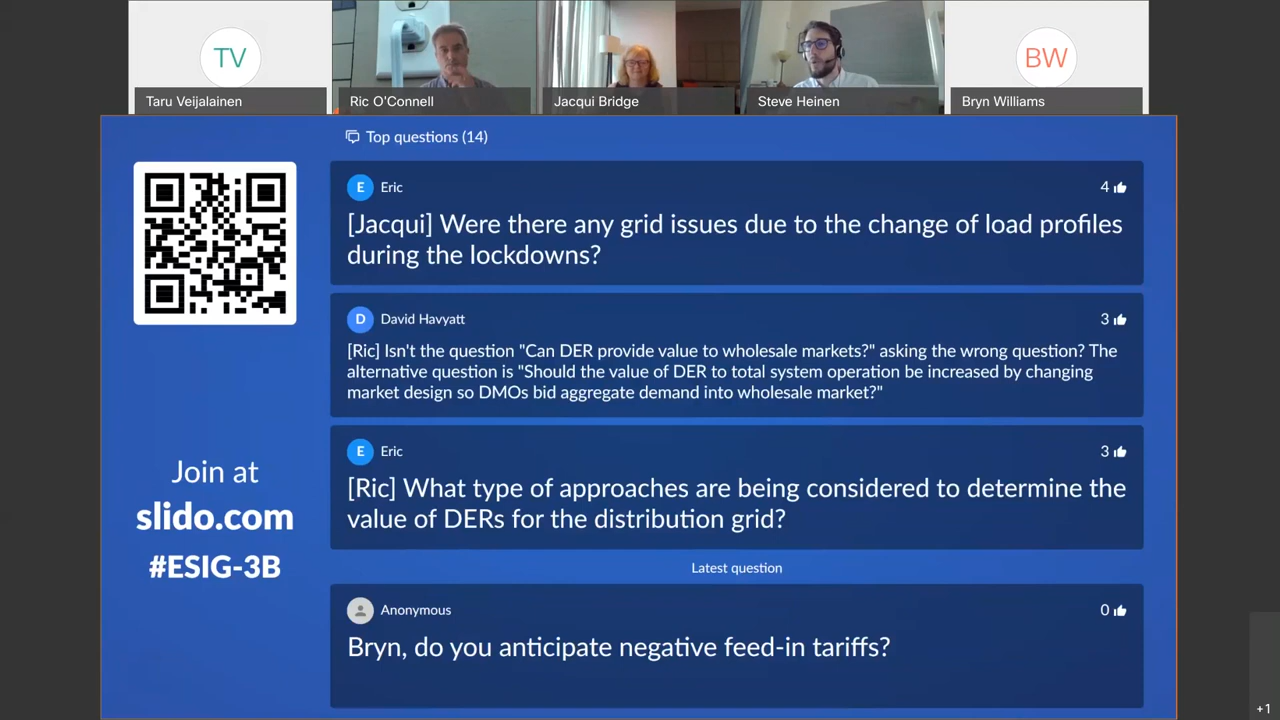 TV
BW
Taru Veijalainen
Ric O'Connell
Jacqui Bridge
Steve Heinen
Bryn Williams
Top questions (14)
E
Eric
4
[Jacqui] Were there any grid issues due to the change of load profiles
during the lockdowns?
D
David Havyatt
3
[Ric] Isn't the question "Can DER provide value to wholesale markets?" asking the wrong question? The
alternative question is "Should the value of DER to total system operation be increased by changing
market design so DMOs bid aggregate demand into wholesale market?"
E
Eric
3
[Ric] What type of approaches are being considered to determine the
value of DERs for the distribution grid?
Join at
slido.com
#ESIG-3B
Latest question
Anonymous
0
Bryn, do you anticipate negative feed-in tariffs?
+1